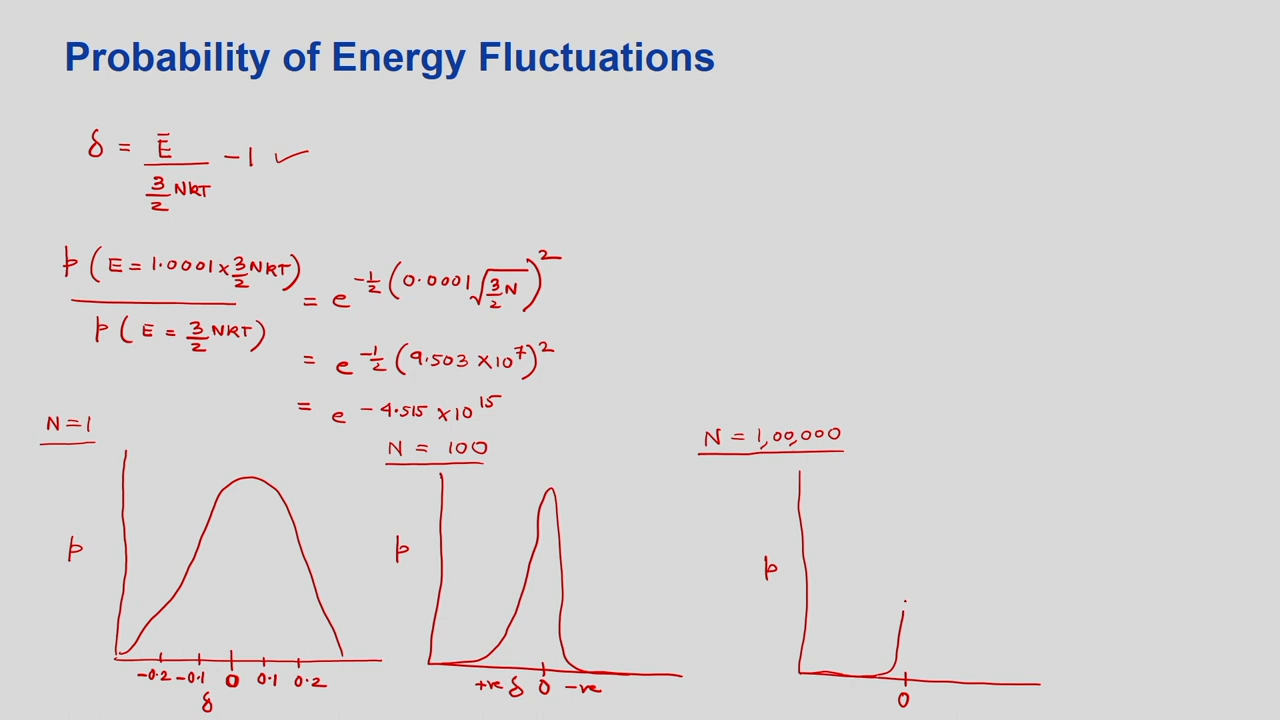 Probability of Energy Fluctuations
δ = E / (3/2 NkT) − 1 ✓
p (E = 1.0001 × 3/2 NKT) / p (E = 3/2 NKT) = e^(−1/2 (0.0001 √(3/2 N))^2)
= e^(−1/2 (9.503 × 10^7)^2)
= e^(−4.515 × 10^15)
N = 1
N = 100
N = 1,00,000
p
p
p
−0.2 −0.1 0 0.1 0.2
δ
+ve δ 0 −ve
0